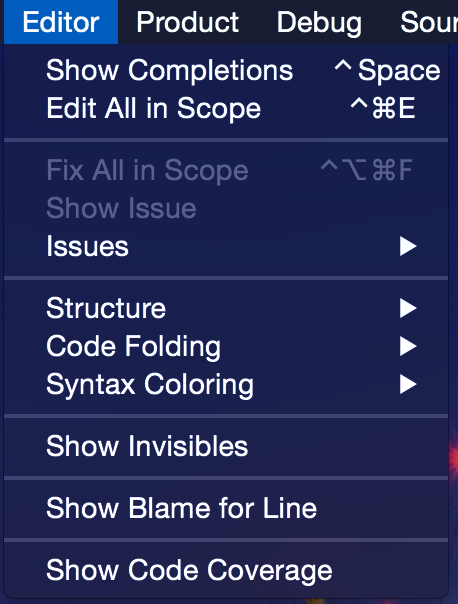 Editor Product Debug Sour
Show Completions ^Space
Edit All in Scope ^⌘E
Fix All in Scope ^⌥⌘F
Show Issue
Issues ▶
Structure ▶
Code Folding ▶
Syntax Coloring ▶
Show Invisibles
Show Blame for Line
Show Code Coverage